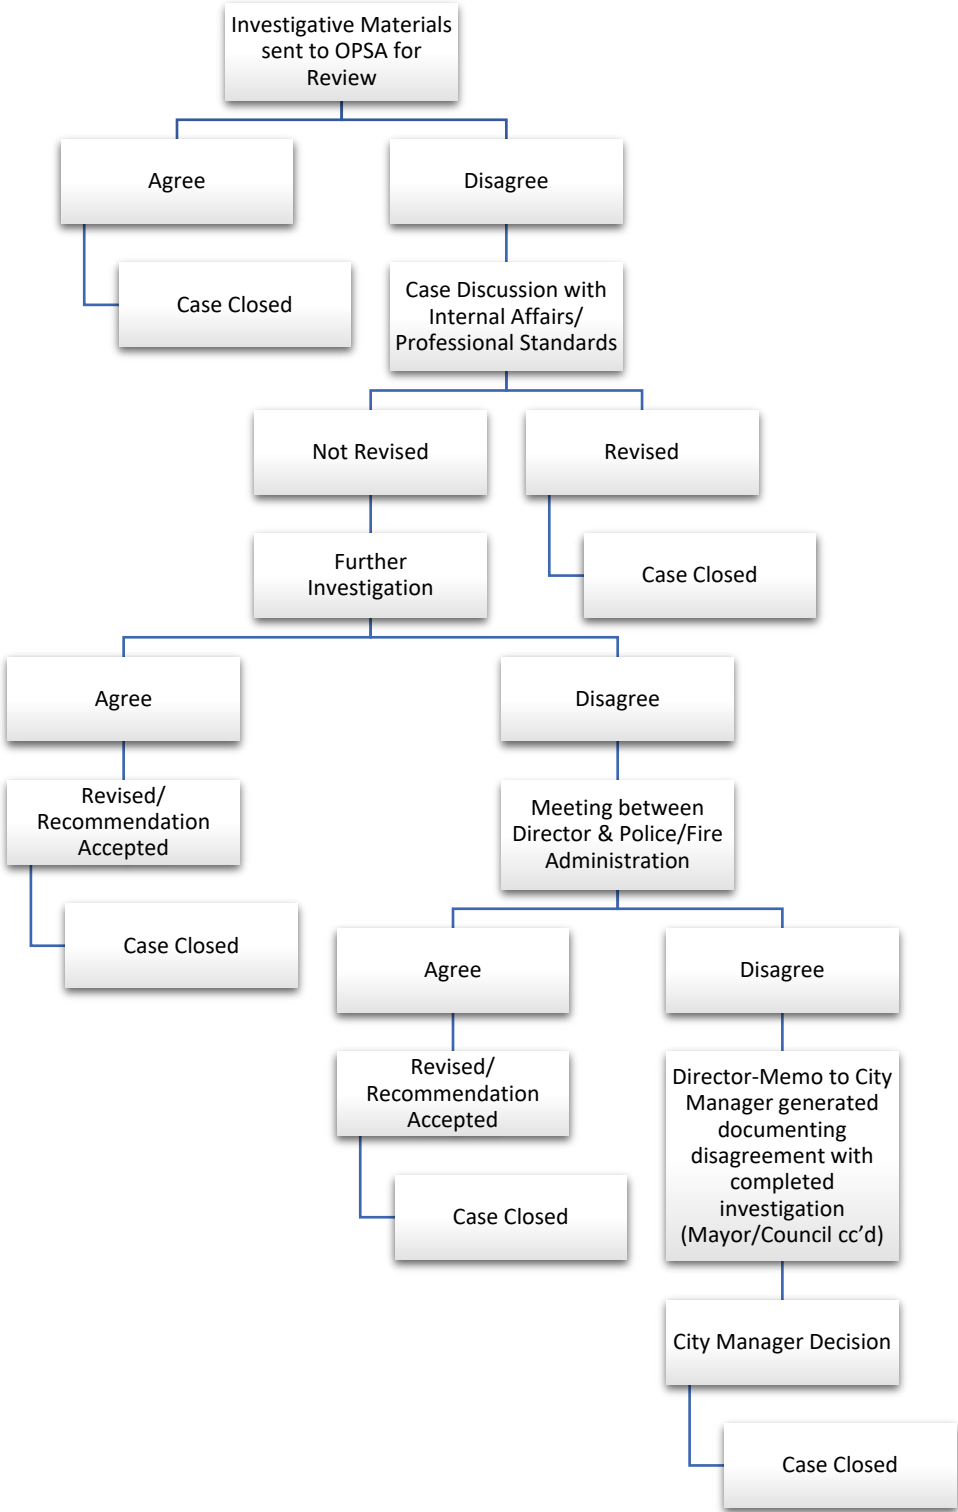 Investigative Materials
sent to OPSA for
Review
Agree
Disagree
Case Closed
Case Discussion with
Internal Affairs/
Professional Standards
Not Revised
Revised
Further
Investigation
Case Closed
Agree
Disagree
Revised/
Recommendation
Accepted
Meeting between
Director & Police/Fire
Administration
Case Closed
Agree
Disagree
Revised/
Recommendation
Accepted
Director-Memo to City
Manager generated
documenting
disagreement with
completed
investigation
(Mayor/Council cc’d)
Case Closed
City Manager Decision
Case Closed